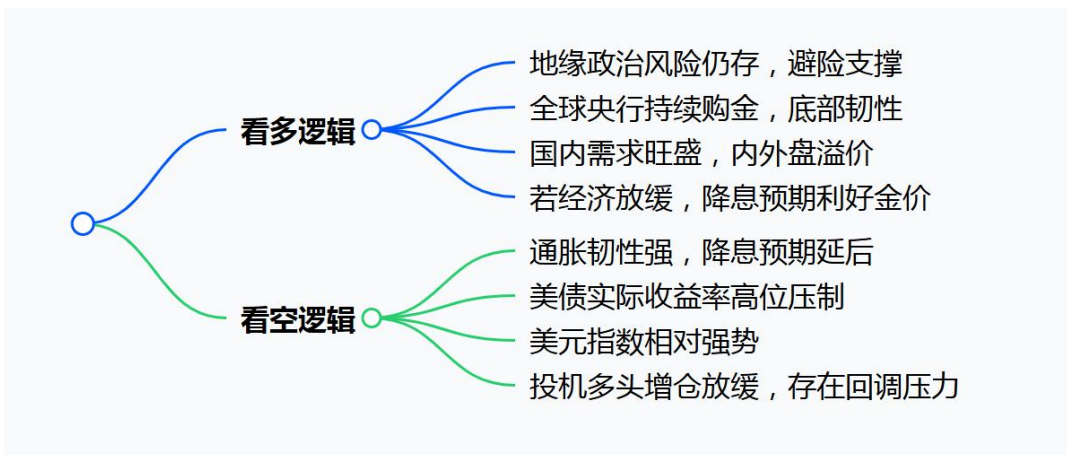 看多逻辑
地缘政治风险仍存，避险支撑
全球央行持续购金，底部韧性
国内需求旺盛，内外盘溢价
若经济放缓，降息预期利好金价
看空逻辑
通胀韧性强，降息预期延后
美债实际收益率高位压制
美元指数相对强势
投机多头增仓放缓，存在回调压力